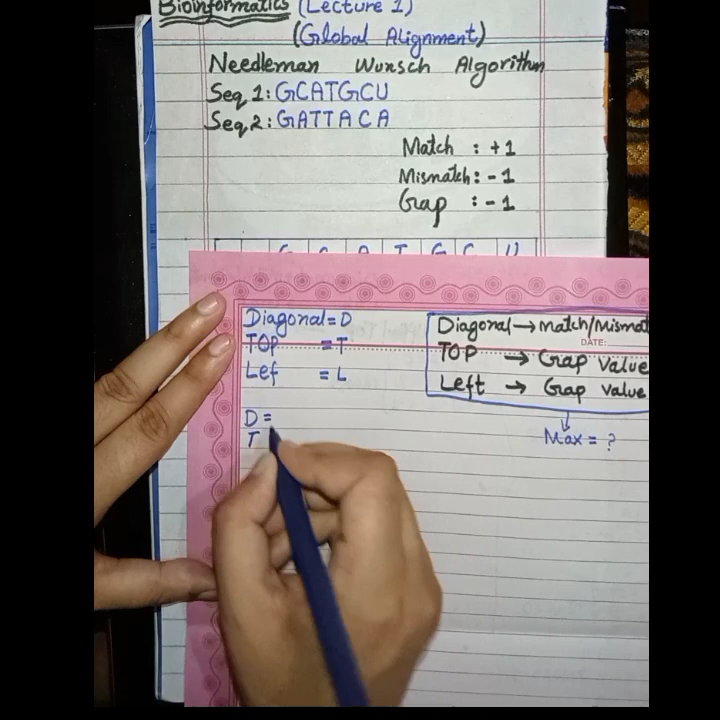 Bioinformatics (Lecture 1)
(Global Alignment)
Needleman Wunsch Algorithm
Seq 1: GCATGCU
Seq 2: GATTACA
Match : +1
Mismatch : -1
Gap : -1
G C A T G C U
Diagonal = D
TOP = T
Lef = L
Diagonal → Match/Mismat
DATE:
TOP → Gap Value
Left → Gap Value
Max = ?
D =
T